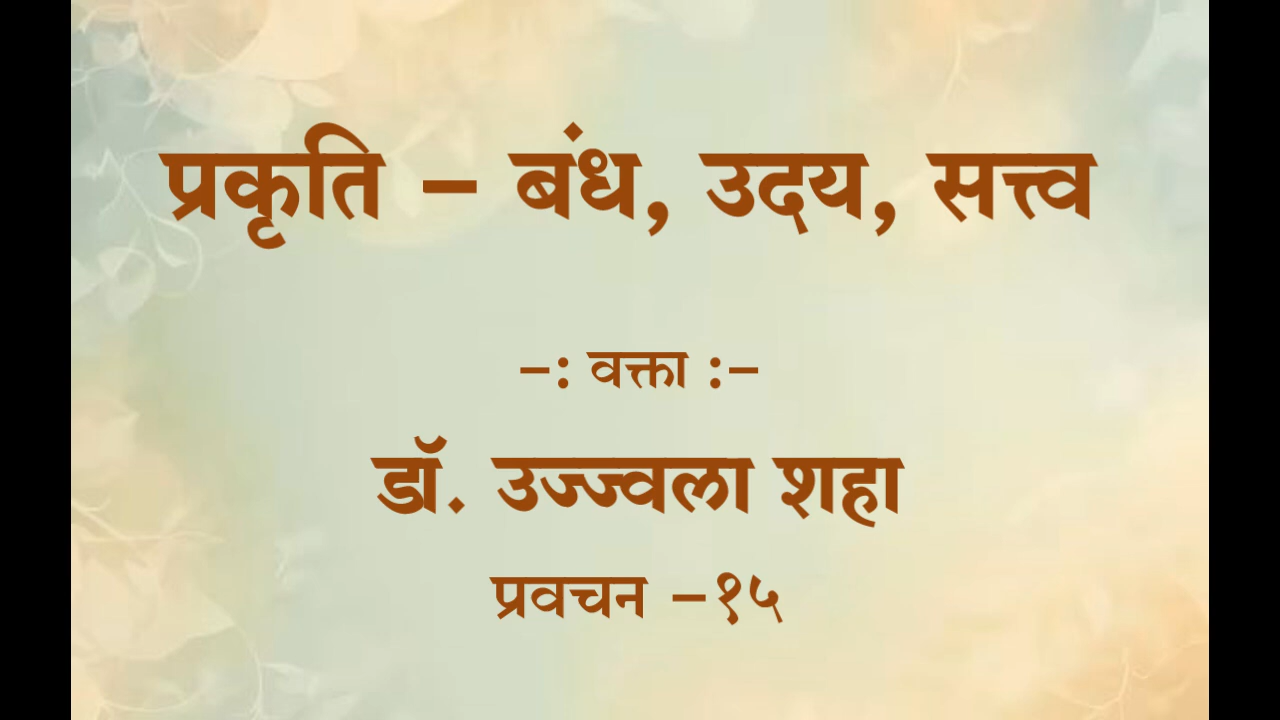 प्रकृति - बंध, उदय, सत्त्व
-: वक्ता :-
डॉ. उज्ज्वला शहा
प्रवचन -१५